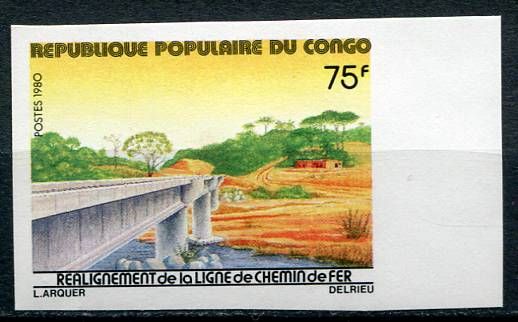 REPUBLIQUE POPULAIRE DU CONGO
75F
POSTES 1980
REALIGNEMENT de la LIGNE de CHEMIN de FER
L. ARQUER DELRIEU